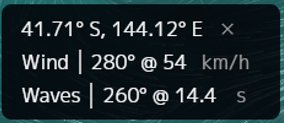 41.71° S, 144.12° E ×
Wind | 280° @ 54 km/h
Waves | 260° @ 14.4 s